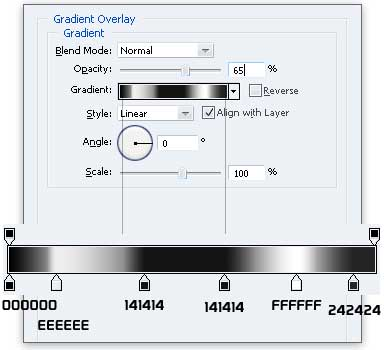 Gradient Overlay
Gradient
Blend Mode: Normal
Opacity: 65 %
Gradient: Reverse
Style: Linear Align with Layer
Angle: 0 °
Scale: 100 %
000000 EEEEEE 141414 141414 FFFFFF 242424